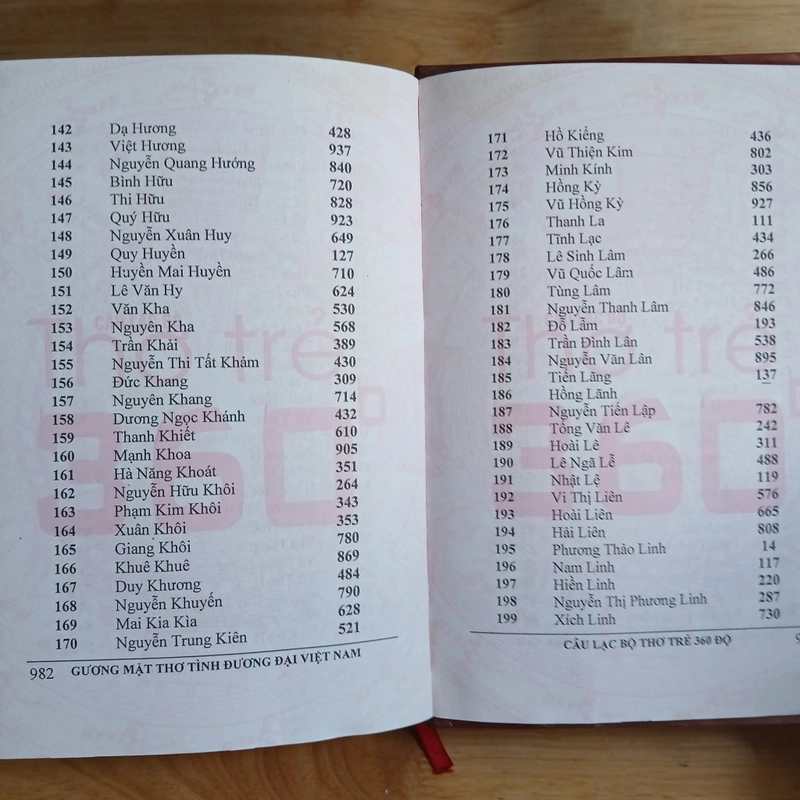 142 Dạ Hương 428
143 Việt Hương 937
144 Nguyễn Quang Hướng 840
145 Bình Hữu 720
146 Thi Hữu 828
147 Quý Hữu 923
148 Nguyễn Xuân Huy 649
149 Quy Huyền 127
150 Huyền Mai Huyền 710
151 Lê Văn Hy 624
152 Văn Kha 530
153 Nguyên Kha 568
154 Trần Khải 389
155 Nguyễn Thi Tất Khảm 430
156 Đức Khang 309
157 Nguyên Khang 714
158 Dương Ngọc Khánh 432
159 Thanh Khiết 610
160 Mạnh Khoa 905
161 Hà Năng Khoát 351
162 Nguyễn Hữu Khôi 264
163 Phạm Kim Khôi 343
164 Xuân Khôi 353
165 Giang Khôi 780
166 Khuê Khuê 869
167 Duy Khương 484
168 Nguyễn Khuyến 790
169 Mai Kia Kìa 628
170 Nguyễn Trung Kiên 521
982 GƯƠNG MẶT THƠ TÌNH ĐƯƠNG ĐẠI VIỆT NAM
Thơ trẻ
360°
171 Hồ Kiểng 436
172 Vũ Thiện Kim 802
173 Minh Kính 303
174 Hồng Kỳ 856
175 Vũ Hồng Kỳ 927
176 Thanh La 111
177 Tĩnh Lạc 434
178 Lê Sinh Lâm 266
179 Vũ Quốc Lâm 486
180 Tùng Lâm 772
181 Nguyễn Thanh Lâm 846
182 Đỗ Lẫm 193
183 Trần Đình Lân 538
184 Nguyễn Văn Lân 895
185 Tiến Lãng 137
186 Hồng Lãnh
187 Nguyễn Tiến Lập 782
188 Tống Văn Lê 242
189 Hoài Lê 311
190 Lê Ngã Lễ 488
191 Nhật Lệ 119
192 Vi Thị Liên 576
193 Hoài Liên 665
194 Hải Liên 808
195 Phương Thảo Linh 14
196 Nam Linh 117
197 Hiền Linh 220
198 Nguyễn Thị Phương Linh 287
199 Xích Linh 730
CÂU LẠC BỘ THƠ TRẺ 360 ĐỘ
Thơ trẻ
360